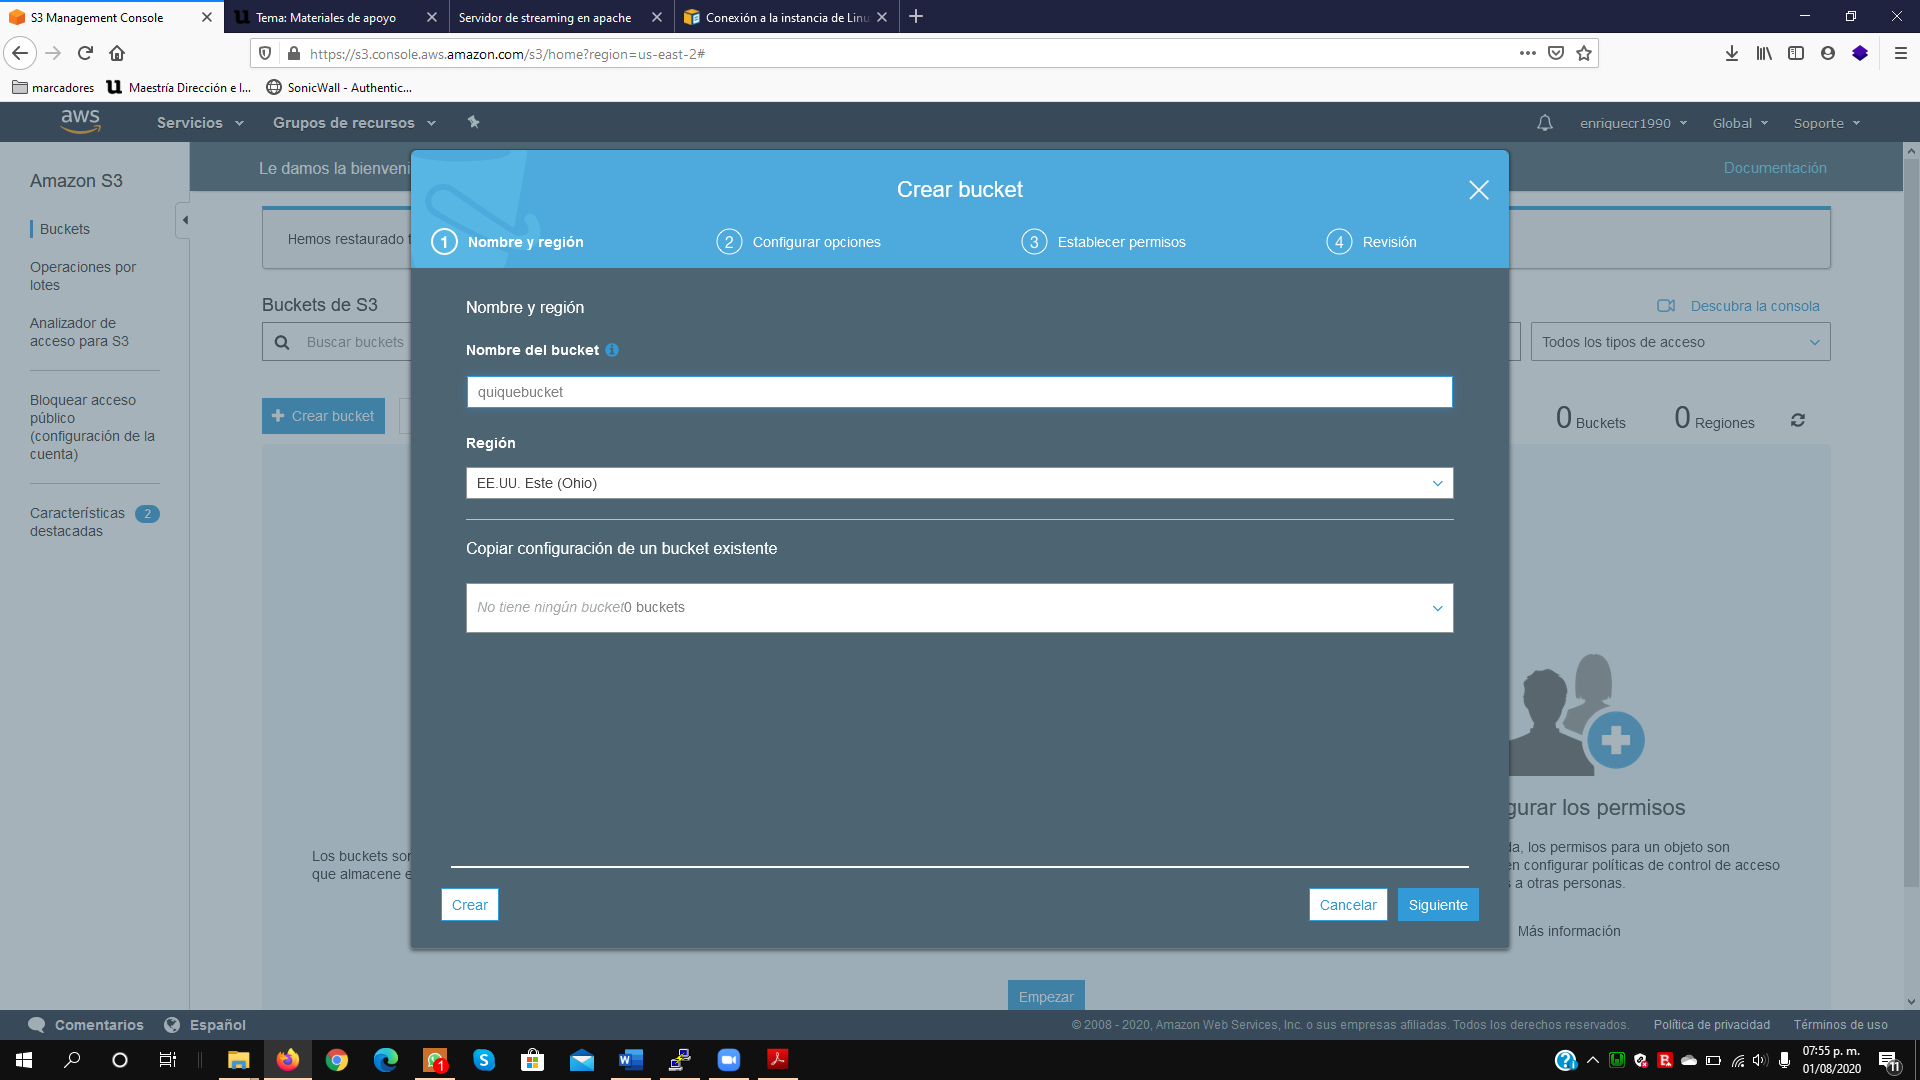 S3 Management Console
Tema: Materiales de apoyo
Servidor de streaming en apache
Conexión a la instancia de Linu
https://s3.console.aws.amazon.com/s3/home?region=us-east-2#
marcadores
Maestría Dirección e I...
SonicWall - Authentic...
aws
Servicios
Grupos de recursos
enriquecr1990
Global
Soporte
Amazon S3
Buckets
Operaciones por
lotes
Analizador de
acceso para S3
Bloquear acceso
público
(configuración de la
cuenta)
Características
destacadas
2
Le damos la bienveni
Documentación
Hemos restaurado
Buckets de S3
Descubra la consola
Buscar buckets
Todos los tipos de acceso
Crear bucket
0 Buckets
0 Regiones
Crear bucket
1 Nombre y región
2 Configurar opciones
3 Establecer permisos
4 Revisión
Nombre y región
Nombre del bucket
quiquebucket
Región
EE.UU. Este (Ohio)
Copiar configuración de un bucket existente
No tiene ningún bucket0 buckets
Crear
Cancelar
Siguiente
Los buckets son
que almacene e
gurar los permisos
da, los permisos para un objeto son
en configurar políticas de control de acceso
s a otras personas.
Más información
Empezar
Comentarios
Español
© 2008 - 2020, Amazon Web Services, Inc. o sus empresas afiliadas. Todos los derechos reservados.
Política de privacidad
Términos de uso
1
07:55 p. m.
01/08/2020
11